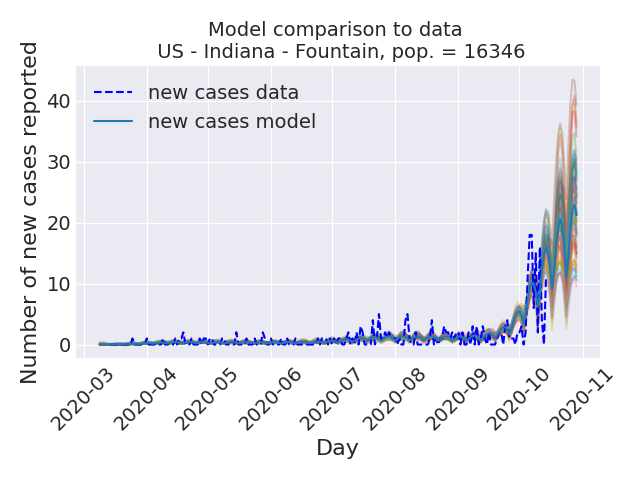 Model comparison to data
US - Indiana - Fountain, pop. = 16346
Number of new cases reported
40
30
20
10
0
new cases data
new cases model
2020-03
2020-04
2020-05
2020-06
2020-07
2020-08
2020-09
2020-10
2020-11
Day